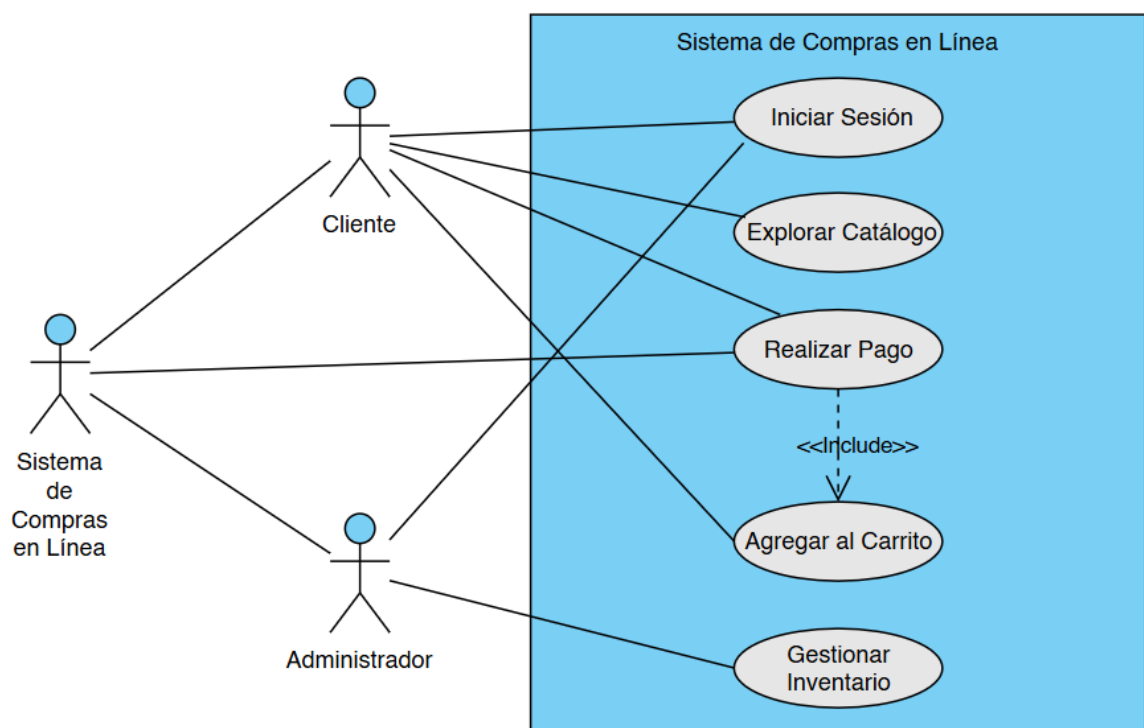 Sistema de Compras en Línea
Iniciar Sesión
Cliente
Explorar Catálogo
Realizar Pago
<<Include>>
Sistema
de
Compras
en Línea
Agregar al Carrito
Administrador
Gestionar
Inventario